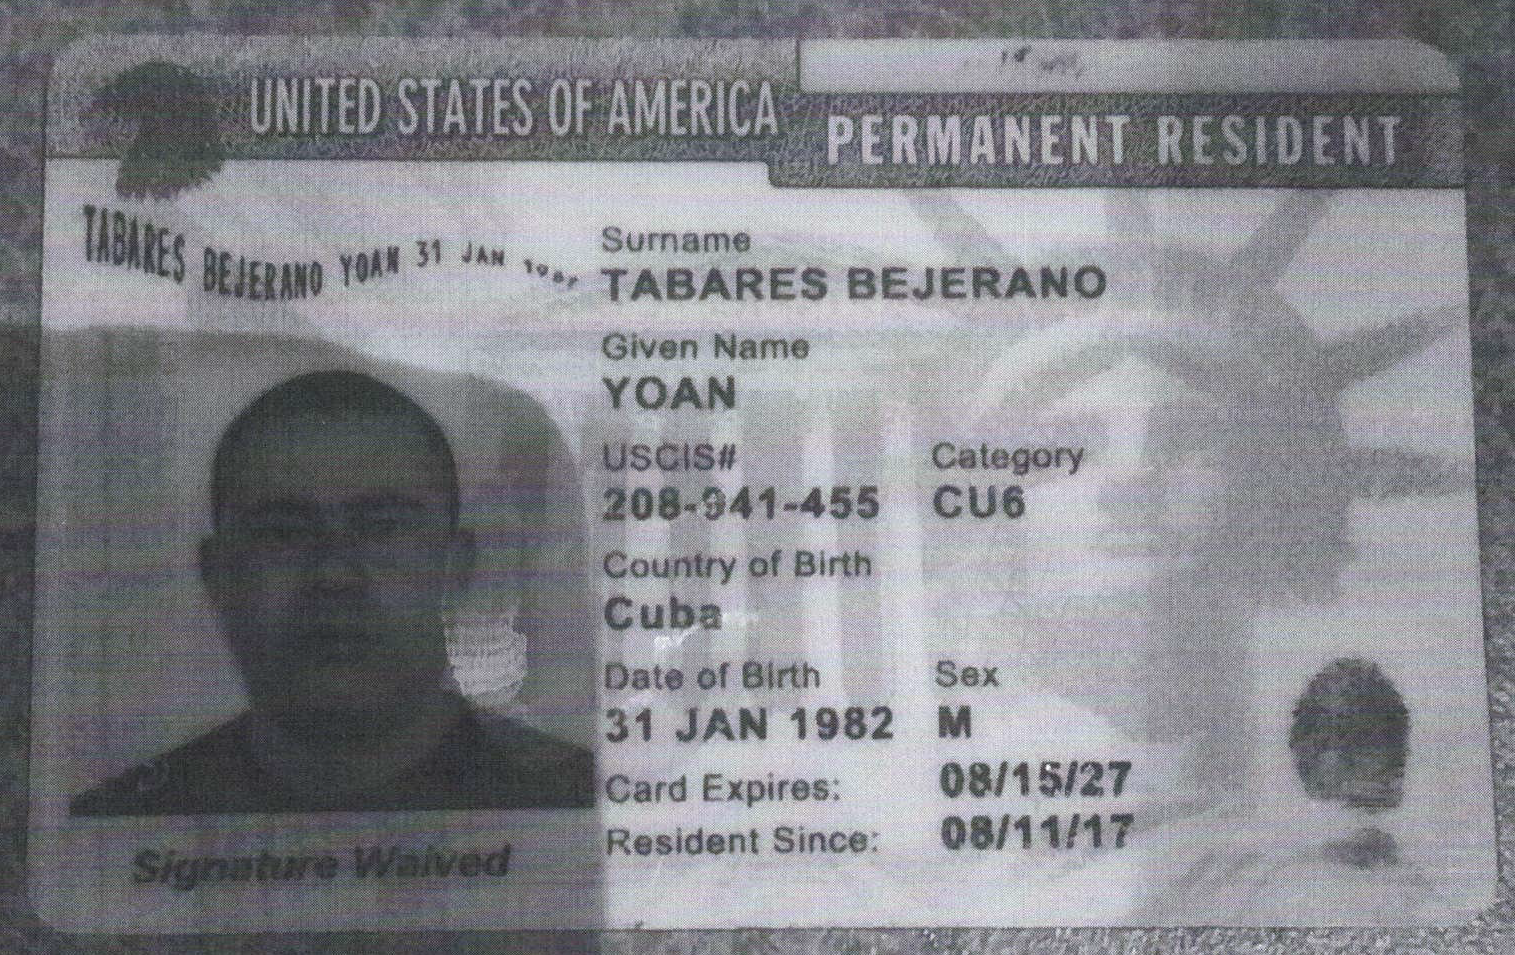 UNITED STATES OF AMERICA
PERMANENT RESIDENT
TABARES BEJERANO YOAN 31 JAN
Surname
TABARES BEJERANO
Given Name
YOAN
USCIS# Category
208-941-455 CU6
Country of Birth
Cuba
Date of Birth Sex
31 JAN 1982 M
Card Expires: 08/15/27
Resident Since: 08/11/17
Signature Waived